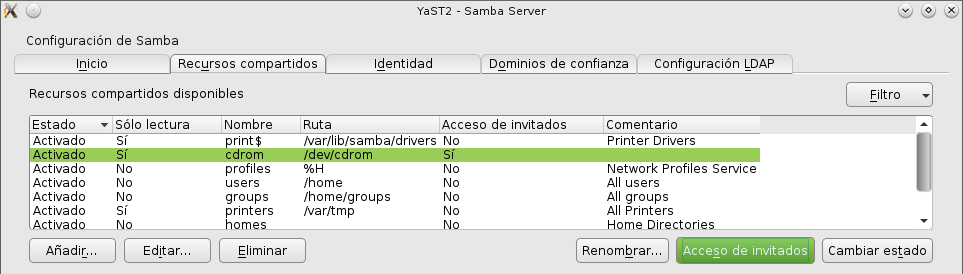 YaST2 - Samba Server
Configuración de Samba
Inicio Recursos compartidos Identidad Dominios de confianza Configuración LDAP
Recursos compartidos disponibles Filtro
Estado Sólo lectura Nombre Ruta Acceso de invitados Comentario
Activado Sí print$ /var/lib/samba/drivers No Printer Drivers
Activado Sí cdrom /dev/cdrom Sí
Activado No profiles %H No Network Profiles Service
Activado No users /home No All users
Activado No groups /home/groups No All groups
Activado Sí printers /var/tmp No All Printers
Activado No homes No Home Directories
Añadir... Editar... Eliminar Renombrar... Acceso de invitados Cambiar estado